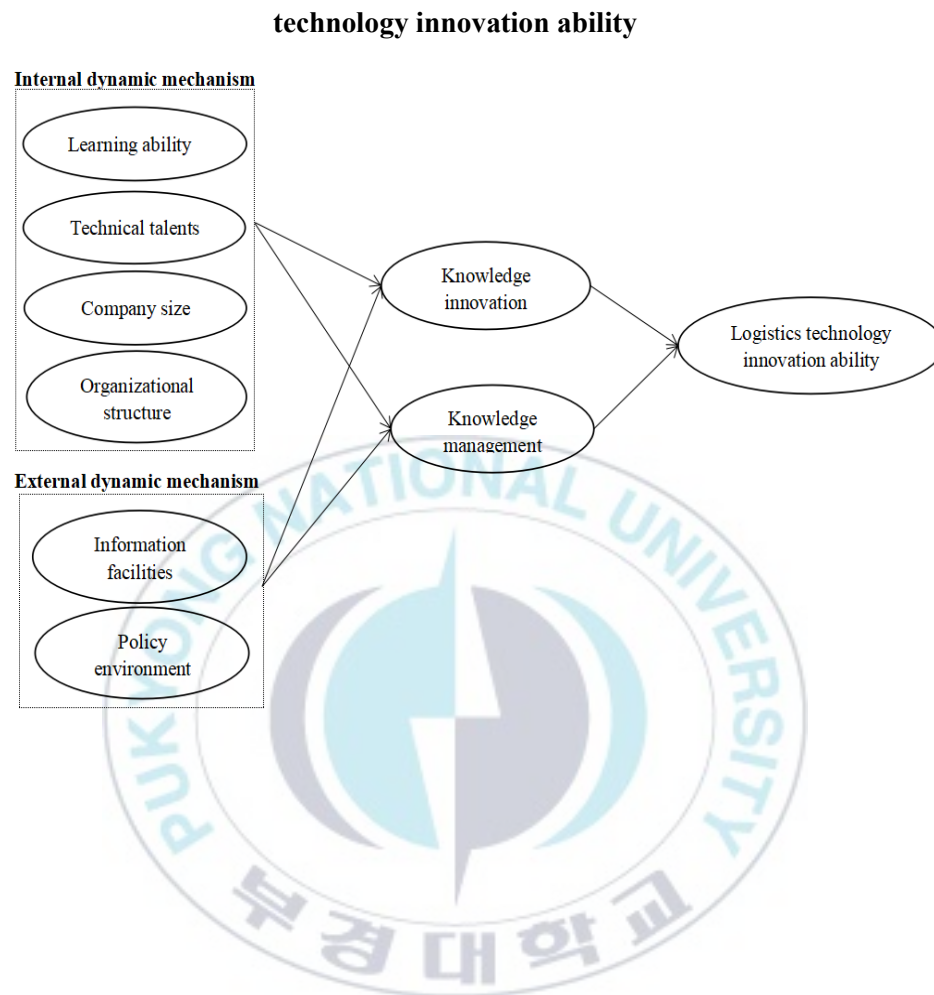 technology innovation ability
Internal dynamic mechanism
Learning ability
Technical talents
Company size
Organizational
structure
Knowledge
innovation
Knowledge
management
Logistics technology
innovation ability
External dynamic mechanism
Information
facilities
Policy
environment
PUKYONG NATIONAL UNIVERSITY
부경대학교